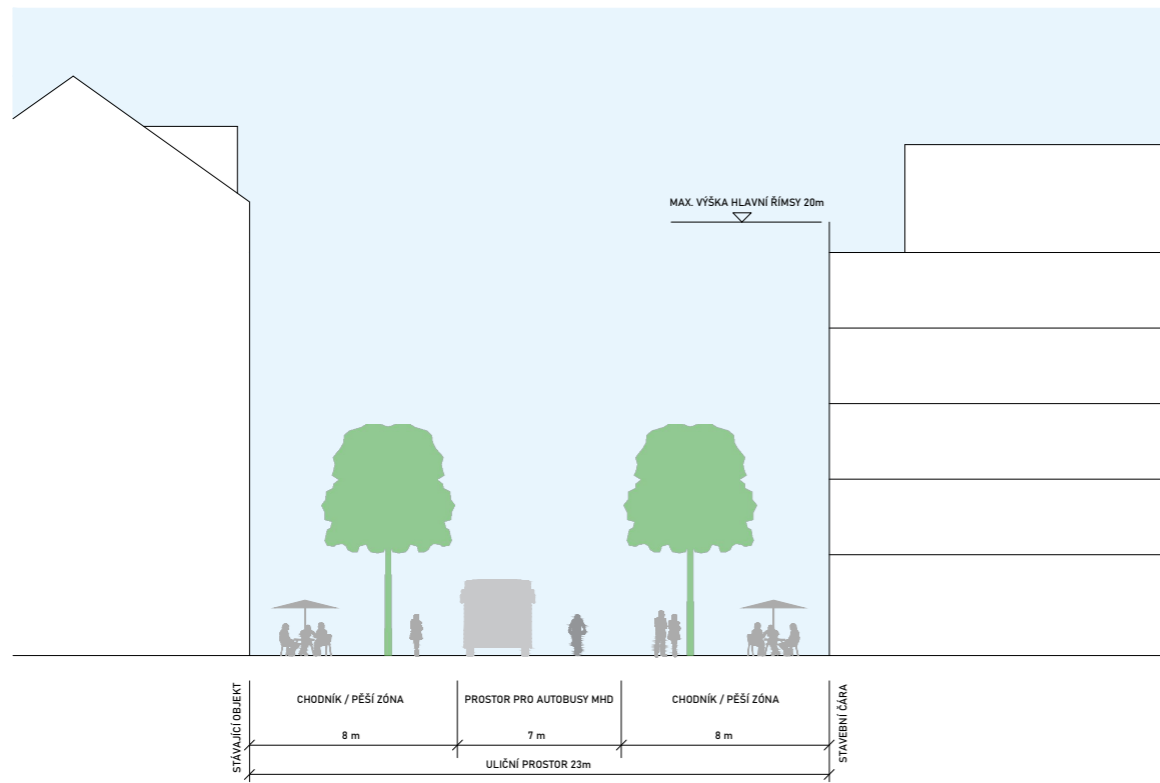 MAX. VÝŠKA HLAVNÍ ŘÍMSY 20m
STÁVAJÍCÍ OBJEKT
CHODNÍK / PĚŠÍ ZÓNA
PROSTOR PRO AUTOBUSY MHD
CHODNÍK / PĚŠÍ ZÓNA
STAVEBNÍ ČÁRA
8 m
7 m
8 m
ULIČNÍ PROSTOR 23m